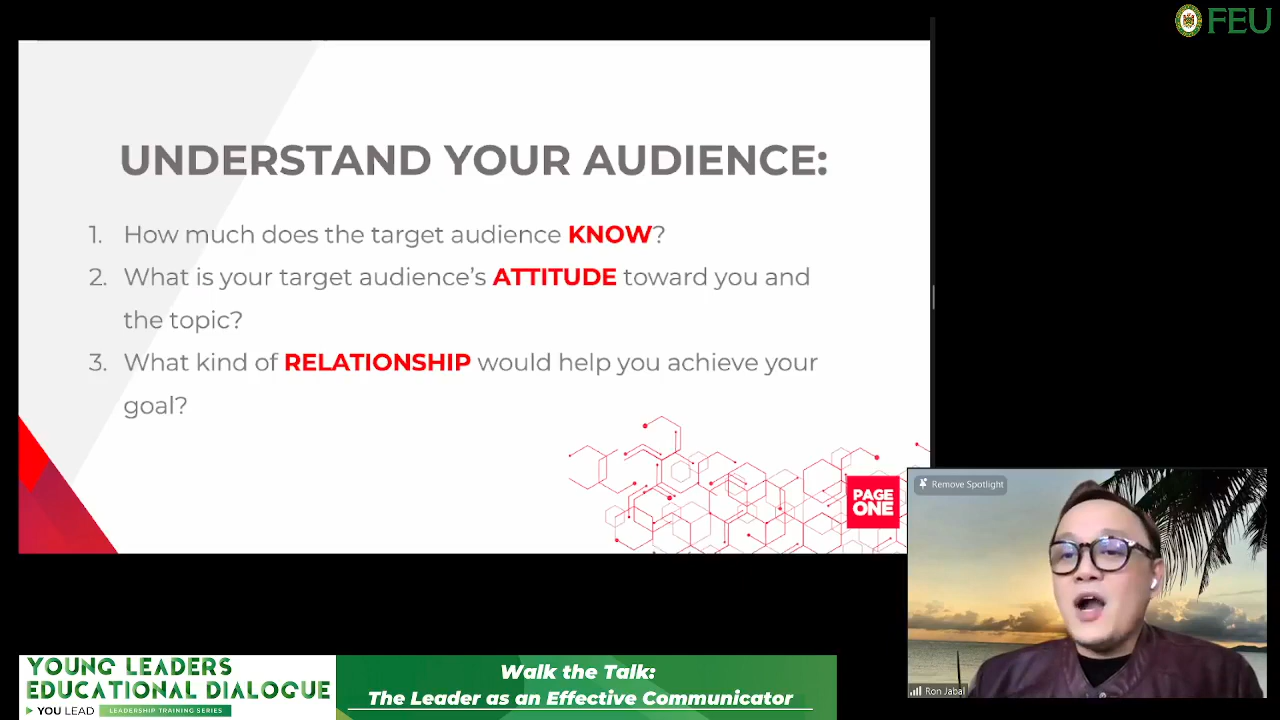 FEU
UNDERSTAND YOUR AUDIENCE:
1. How much does the target audience KNOW?
2. What is your target audience's ATTITUDE toward you and
the topic?
3. What kind of RELATIONSHIP would help you achieve your
goal?
PAGE
ONE
Remove Spotlight
Ron Jabal
YOUNG LEADERS
EDUCATIONAL DIALOGUE
YOU LEAD LEADERSHIP TRAINING SERIES
Walk the Talk:
The Leader as an Effective Communicator